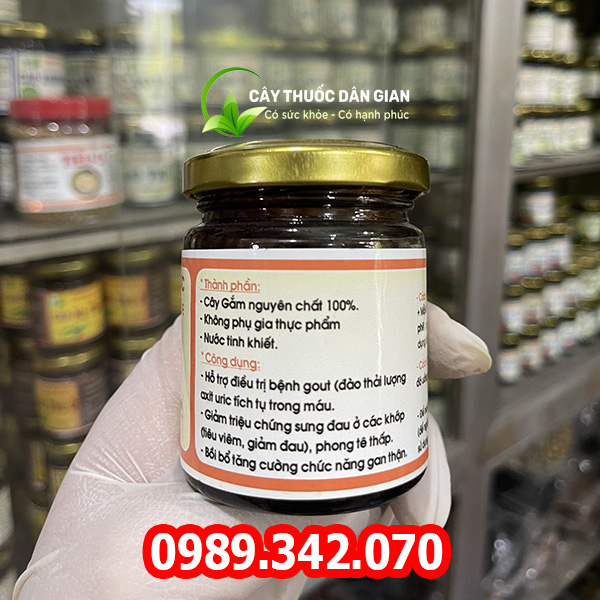 CÂY THUỐC DÂN GIAN
Có sức khỏe - Có hạnh phúc
* Thành phần:
- Cây Gắm nguyên chất 100%.
- Không phụ gia thực phẩm
- Nước tinh khiết.
* Công dụng:
- Hỗ trợ điều trị bệnh gout (đào thải lượng
axit uric tích tụ trong máu.
- Giảm triệu chứng sưng đau ở các khớp
(tiêu viêm, giảm đau), phong tê thấp.
- Bồi bổ tăng cường chức năng gan thận.
0989.342.070